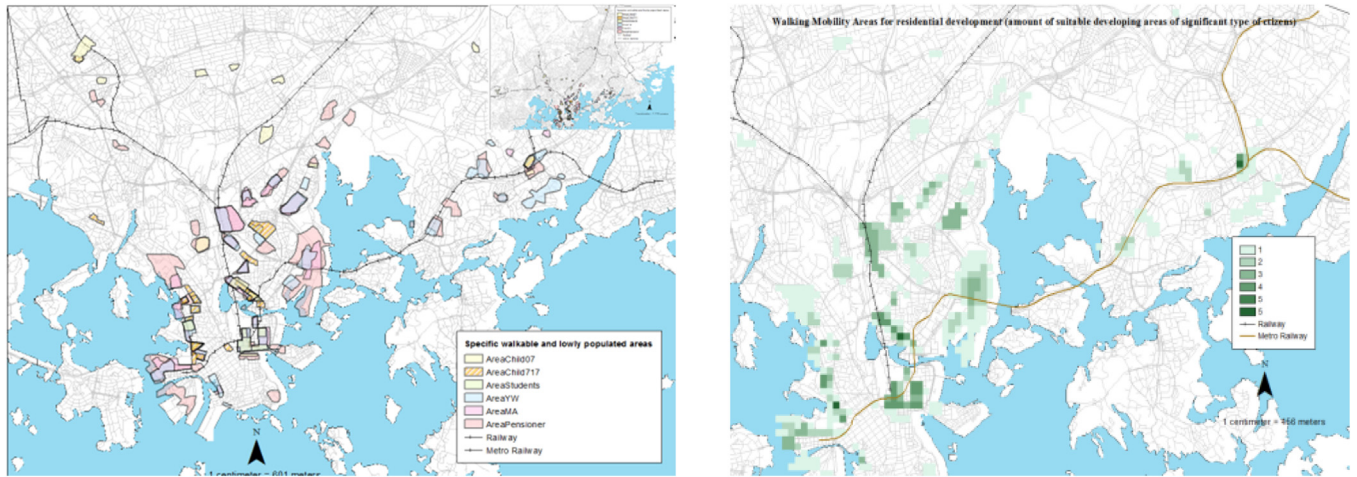 Specific walkable and lowly populated areas
AreaChild07
AreaChild717
AreaStudents
AreaYW
AreaMA
AreaPensioner
Railway
Metro Railway
N
1 centimeter = 601 meters
Walking Mobility Areas for residential development (amount of suitable developing areas of significant type of ctizens)
1
2
3
4
5
5
Railway
Metro Railway
N
1 centimeter = 456 meters